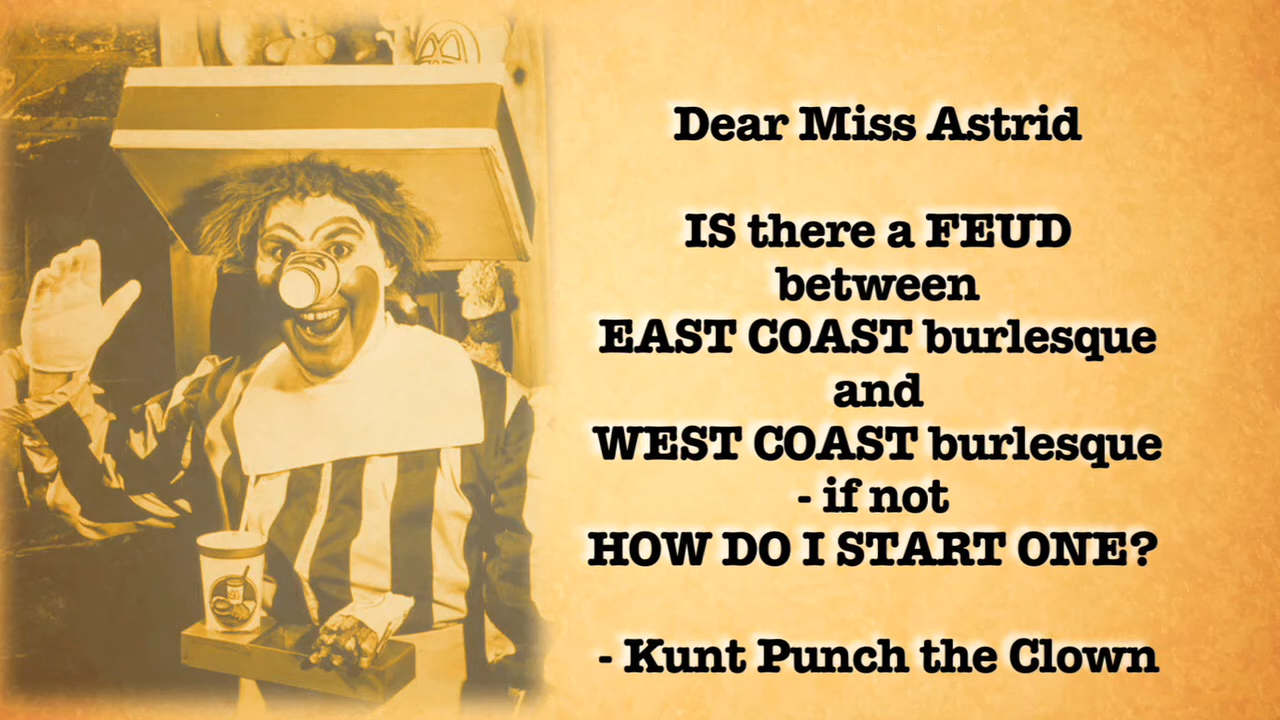 Dear Miss Astrid
IS there a FEUD
between
EAST COAST burlesque
and
WEST COAST burlesque
- if not
HOW DO I START ONE?
- Kunt Punch the Clown